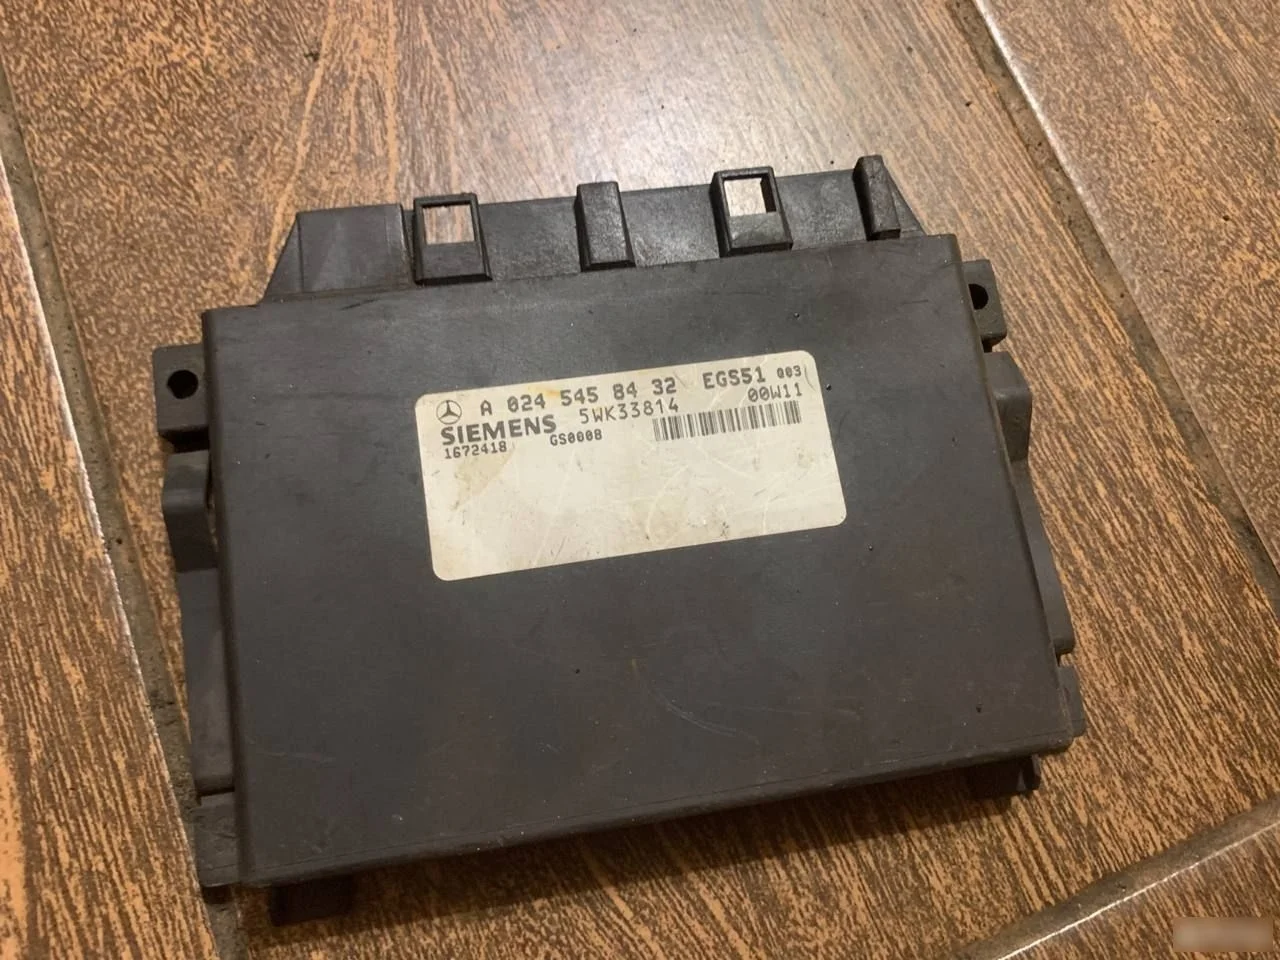 A 024 545 84 32 EGS51 003
SIEMENS 5WK33814 00W11
1672418 GS0008